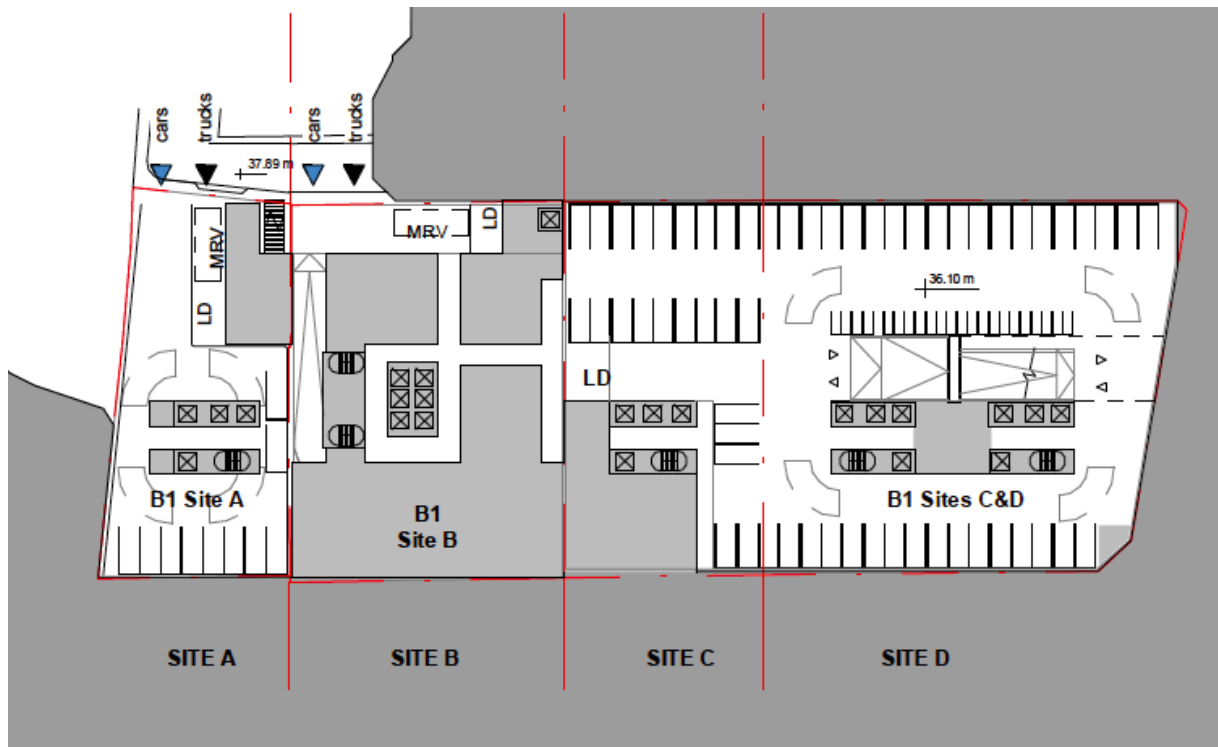 cars
trucks
cars
trucks
37.89 m
MRV
LD
MRV
LD
36.10 m
LD
B1 Site A
B1
Site B
B1 Sites C&D
SITE A
SITE B
SITE C
SITE D